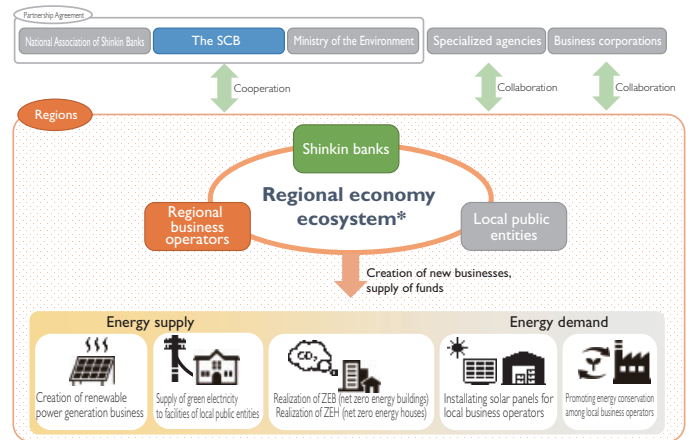 Partnership Agreement
National Association of Shinkin Banks
The SCB
Ministry of the Environment
Specialized agencies
Business corporations
Cooperation
Collaboration
Collaboration
Regions
Shinkin banks
Regional economy
ecosystem*
Regional
business
operators
Local public
entities
Creation of new businesses,
supply of funds
Energy supply
Energy demand
CO2
Creation of renewable
power generation business
Supply of green electricity
to facilities of local public entities
Realization of ZEB (net zero energy buildings)
Realization of ZEH (net zero energy houses)
Installating solar panels for
local business operators
Promoting energy conservation
among local business operators